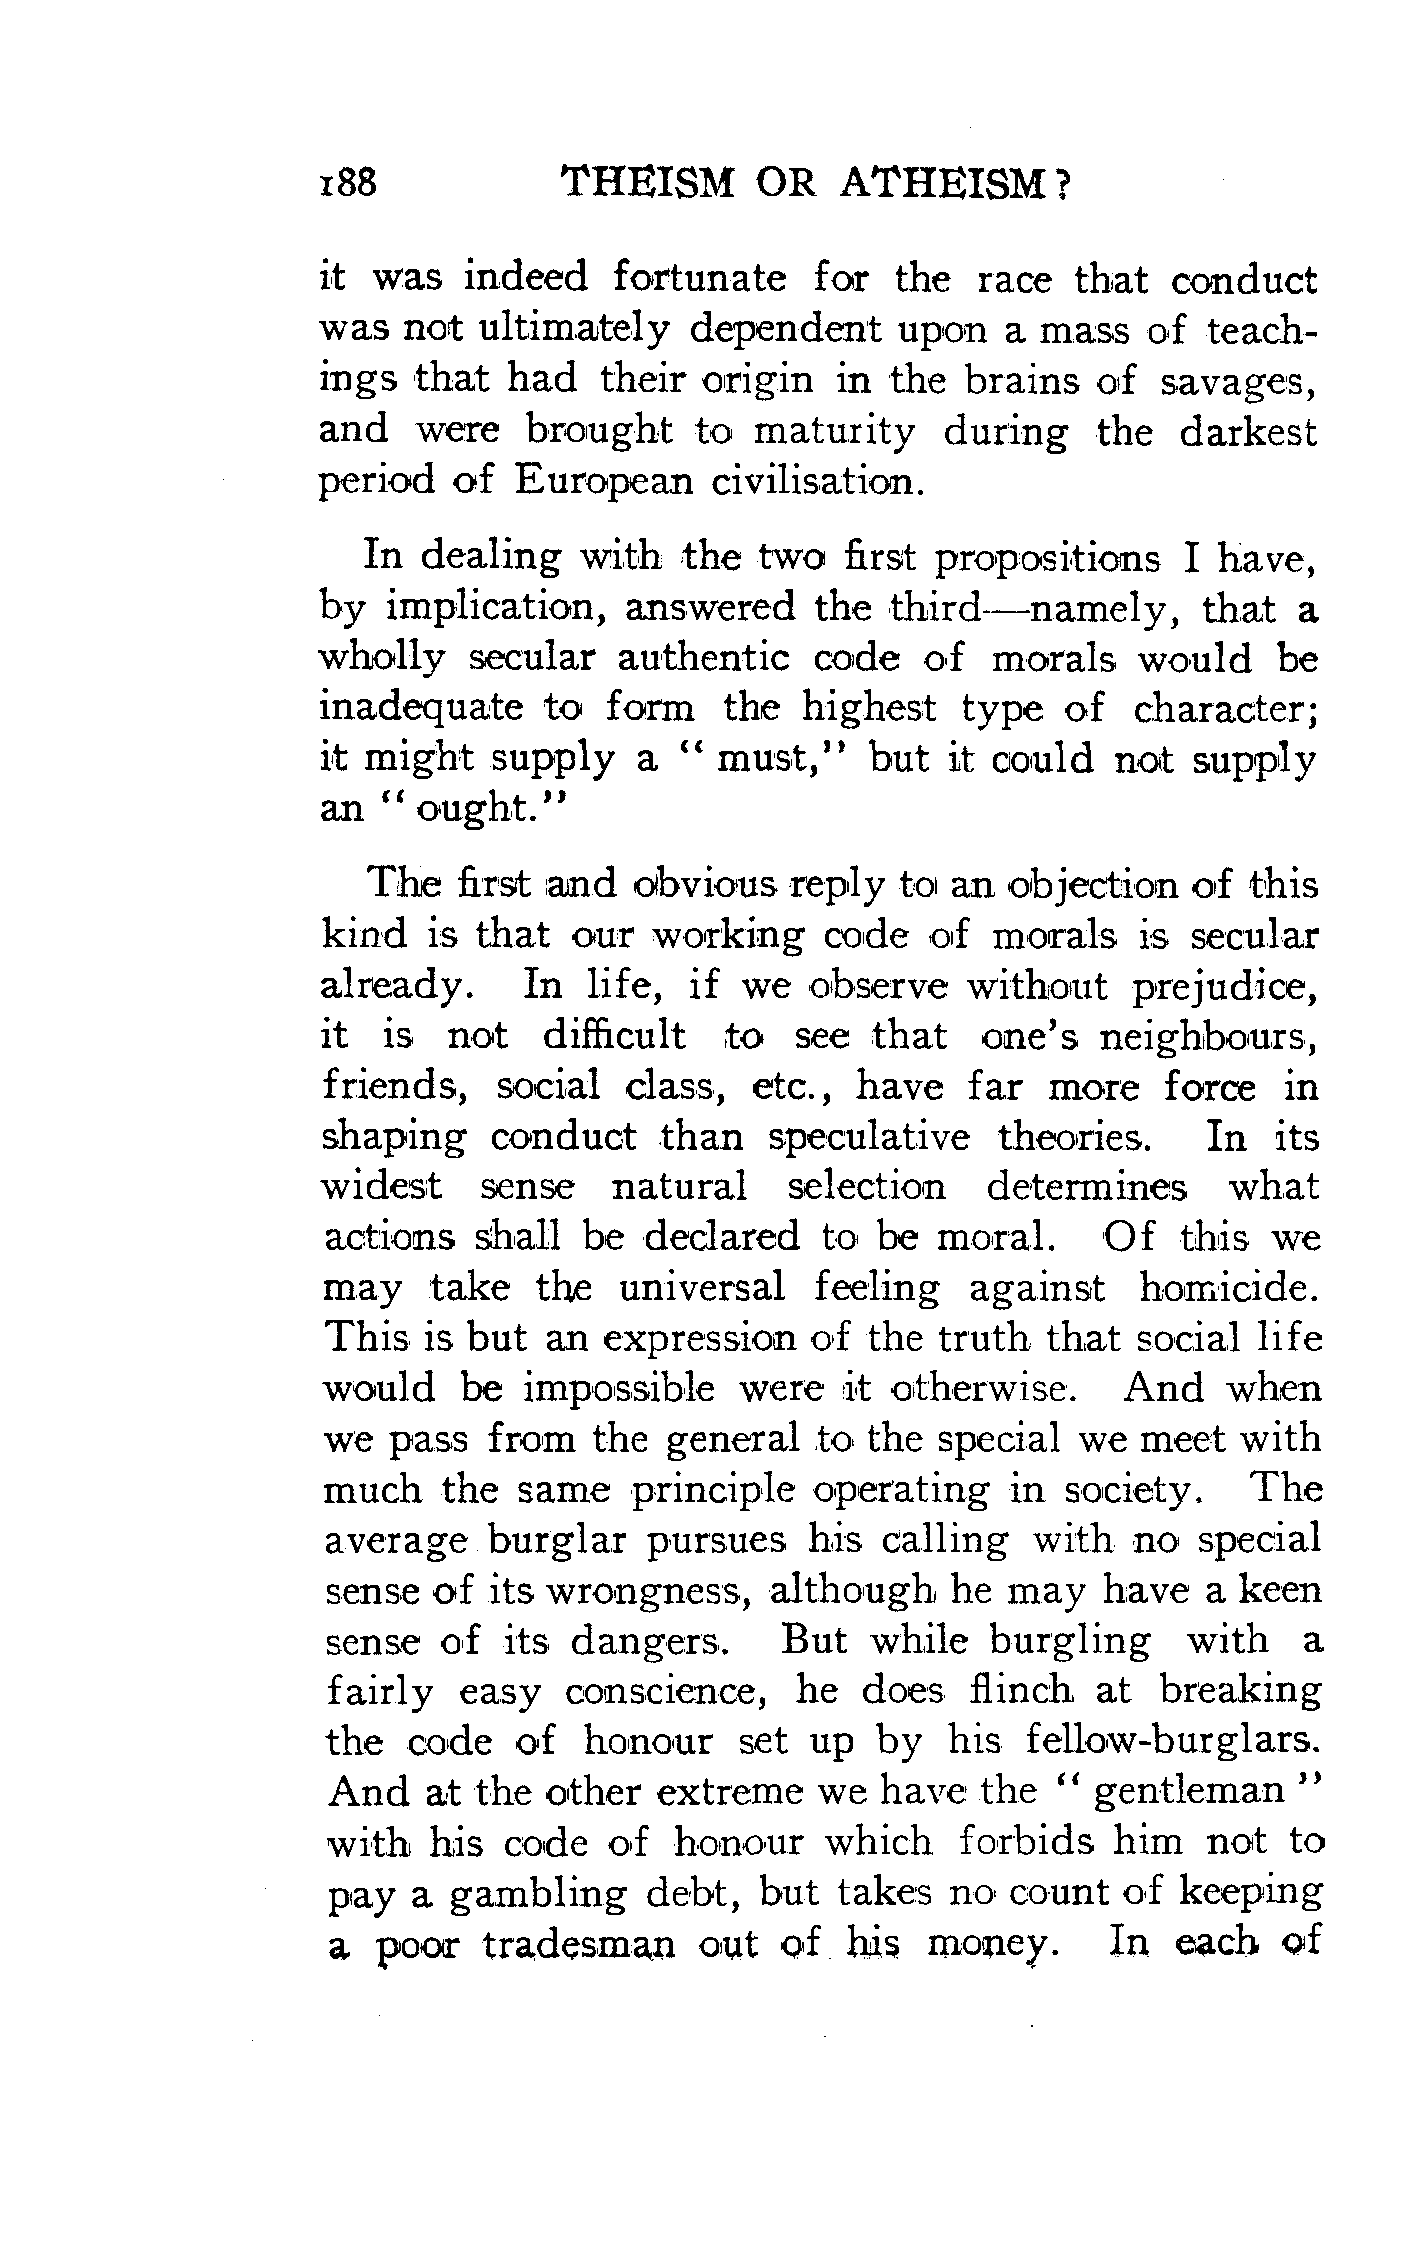 188 THEISM OR ATHEISM?
it was indeed fortunate for the race that conduct
was not ultimately dependent upon a mass of teach-
ings that had their origin in the brains of savages,
and were brought to maturity during the darkest
period of European civilisation.
In dealing with the two first propositions I have,
by implication, answered the third—namely, that a
wholly secular authentic code of morals would be
inadequate to form the highest type of character;
it might supply a “ must,” but it could not supply
an “ ought.”
The first and obvious reply to an objection of this
kind is that our working code of morals is secular
already. In life, if we observe without prejudice,
it is not difficult to see that one's neighbours,
friends, social class, etc., have far more force in
shaping conduct than speculative theories. In its
widest sense natural selection determines what
actions shall be declared to be moral. Of this we
may take the universal feeling against homicide.
This is but an expression of the truth that social life
would be impossible were it otherwise. And when
we pass from the general to the special we meet with
much the same principle operating in society. The
average burglar pursues his calling with no special
sense of its wrongness, although he may have a keen
sense of its dangers. But while burgling with a
fairly easy conscience, he does flinch at breaking
the code of honour set up by his fellow-burglars.
And at the other extreme we have the “ gentleman ”
with his code of honour which forbids him not to
pay a gambling debt, but takes no count of keeping
a poor tradesman out of his money. In each of